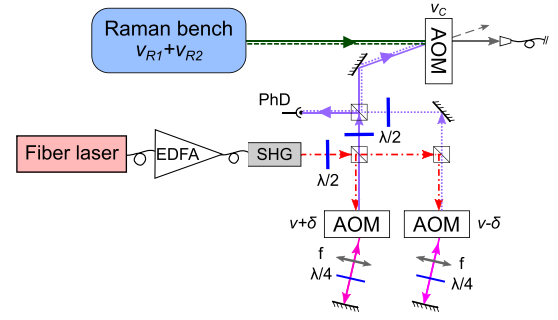 Raman bench
νR1+νR2
νC
AOM
PhD
λ/2
Fiber laser
EDFA
SHG
λ/2
ν+δ
AOM
AOM
ν-δ
f
λ/4
f
λ/4